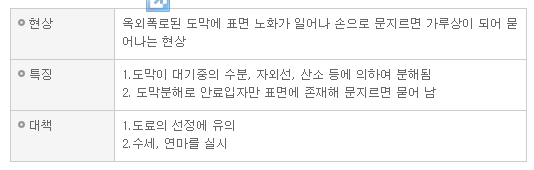 현상
옥외폭로된 도막에 표면 노화가 일어나 손으로 문지르면 가루상이 되어 묻
어나는 현상
특징
1.도막이 대기중의 수분, 자외선, 산소 등에 의하여 분해됨
2. 도막분해로 안료입자만 표면에 존재해 문지르면 묻어 남
대책
1.도료의 선정에 유의
2.수세, 연마를 실시